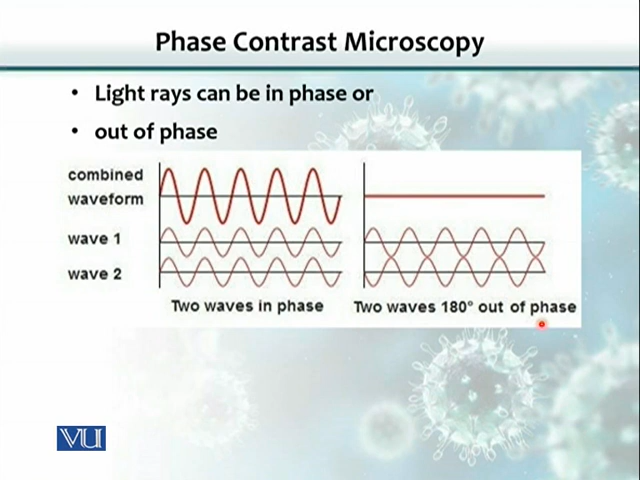 Phase Contrast Microscopy
• Light rays can be in phase or
• out of phase
combined
waveform
wave 1
wave 2
Two waves in phase
Two waves 180° out of phase
VU